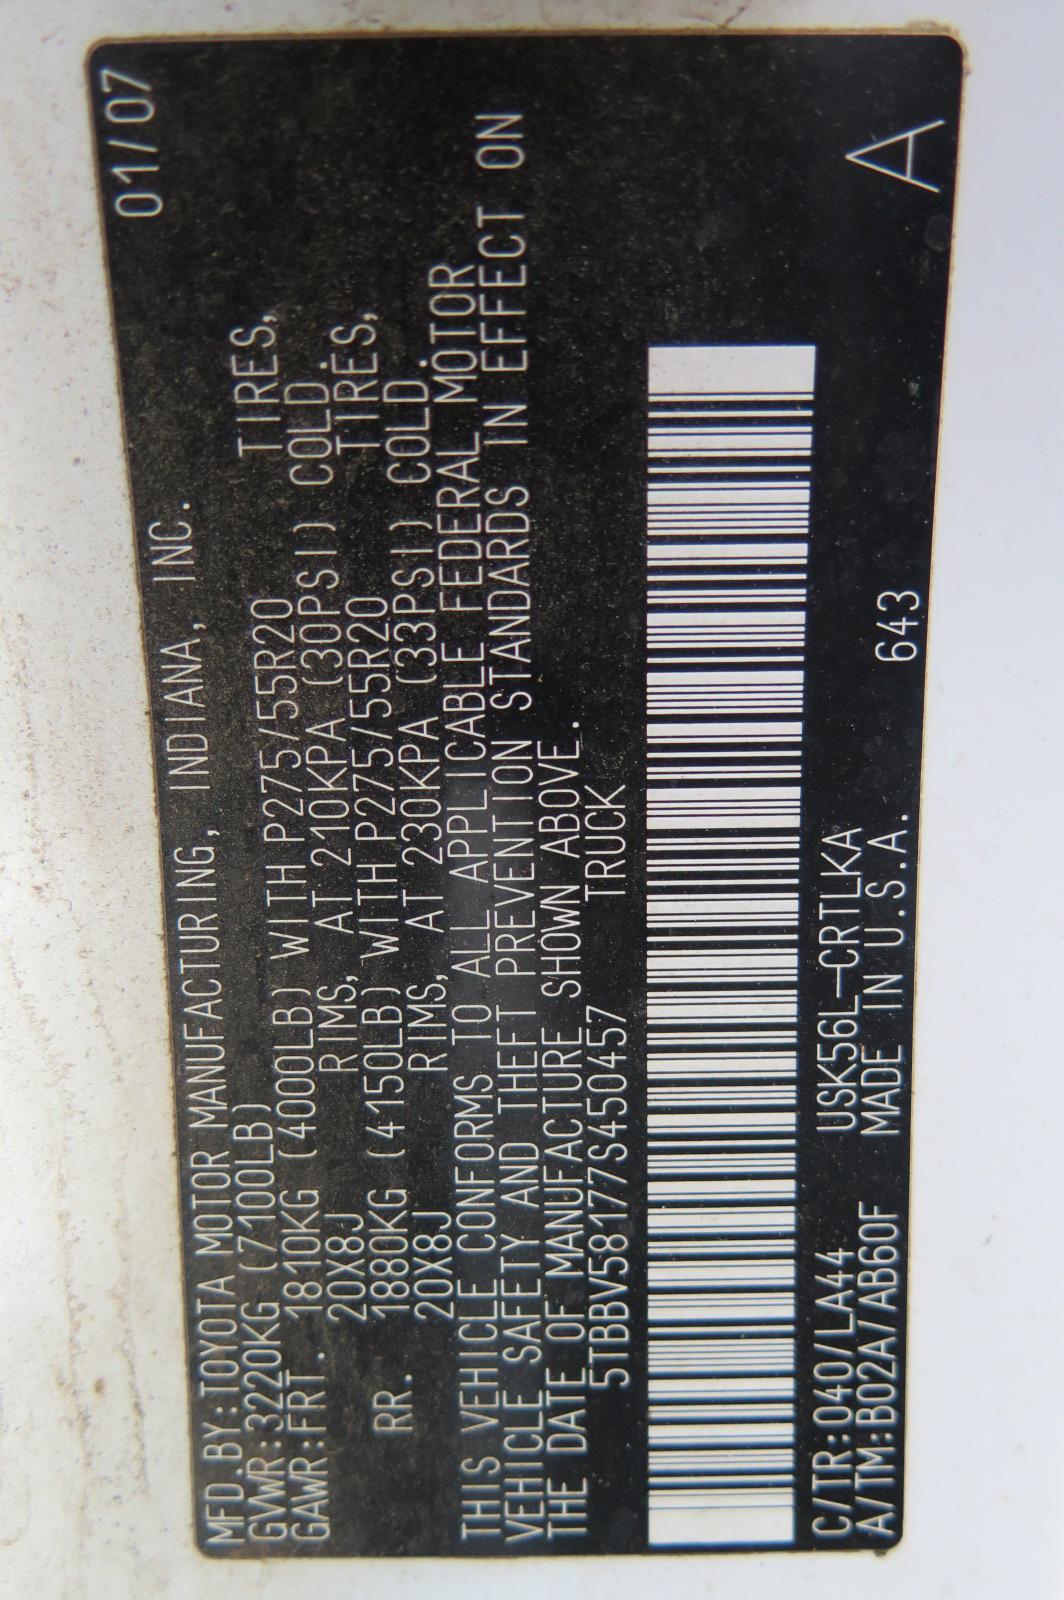 MFD.BY:TOYOTA MOTOR MANUFACTURING, INDIANA, INC. 01/07
GVWR:3220KG (7100LB)
GAWR:FRT. 1810KG (4000LB) WITH P275/55R20 TIRES,
20X8J RIMS, AT 210KPA (30PSI) COLD.
RR. 1880KG (4150LB) WITH P275/55R20 TIRES,
20X8J RIMS, AT 230KPA (33PSI) COLD.
THIS VEHICLE CONFORMS TO ALL APPLICABLE FEDERAL MOTOR
VEHICLE SAFETY AND THEFT PREVENTION STANDARDS IN EFFECT ON
THE DATE OF MANUFACTURE SHOWN ABOVE.
5TBBV58177S450457 TRUCK
C/TR:040/LA44 USK56L-CRTLKA
A/TM:B02A/AB60F MADE IN U.S.A. 643 A